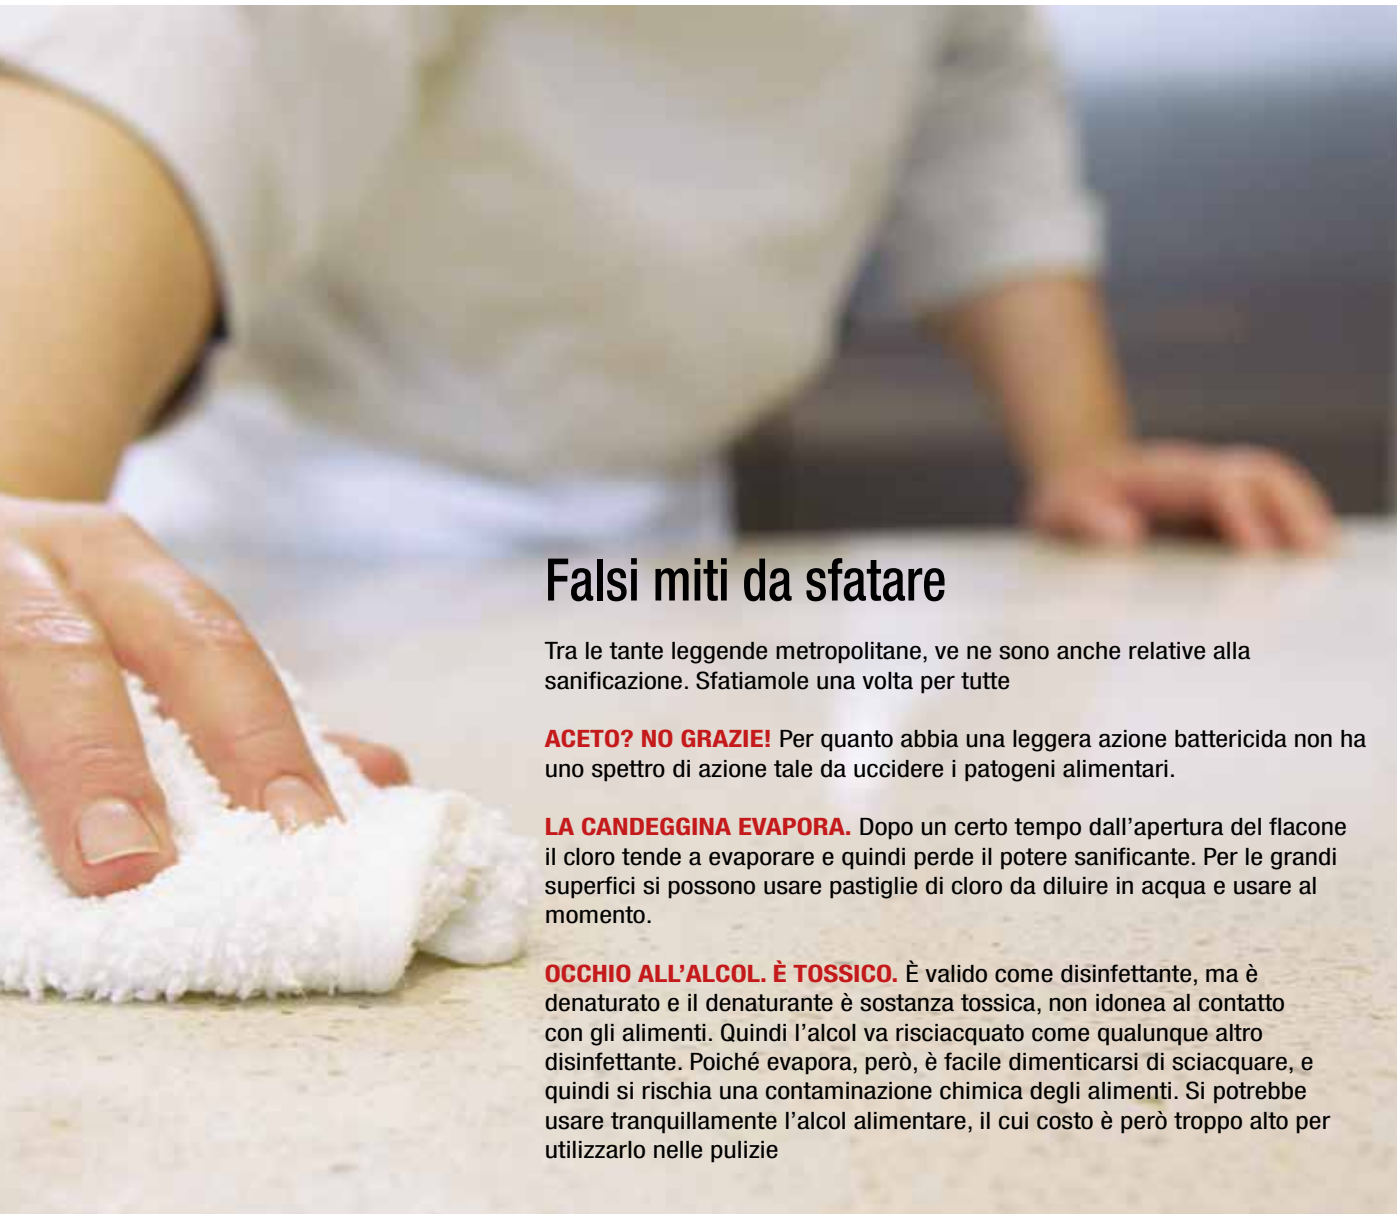 Falsi miti da sfatare
Tra le tante leggende metropolitane, ve ne sono anche relative alla
sanificazione. Sfatiamole una volta per tutte
ACETO? NO GRAZIE! Per quanto abbia una leggera azione battericida non ha
uno spettro di azione tale da uccidere i patogeni alimentari.
LA CANDEGGINA EVAPORA. Dopo un certo tempo dall'apertura del flacone
il cloro tende a evaporare e quindi perde il potere sanificante. Per le grandi
superfici si possono usare pastiglie di cloro da diluire in acqua e usare al
momento.
OCCHIO ALL'ALCOL. È TOSSICO. È valido come disinfettante, ma è
denaturato e il denaturante è sostanza tossica, non idonea al contatto
con gli alimenti. Quindi l'alcol va risciacquato come qualunque altro
disinfettante. Poiché evapora, però, è facile dimenticarsi di sciacquare, e
quindi si rischia una contaminazione chimica degli alimenti. Si potrebbe
usare tranquillamente l'alcol alimentare, il cui costo è però troppo alto per
utilizzarlo nelle pulizie